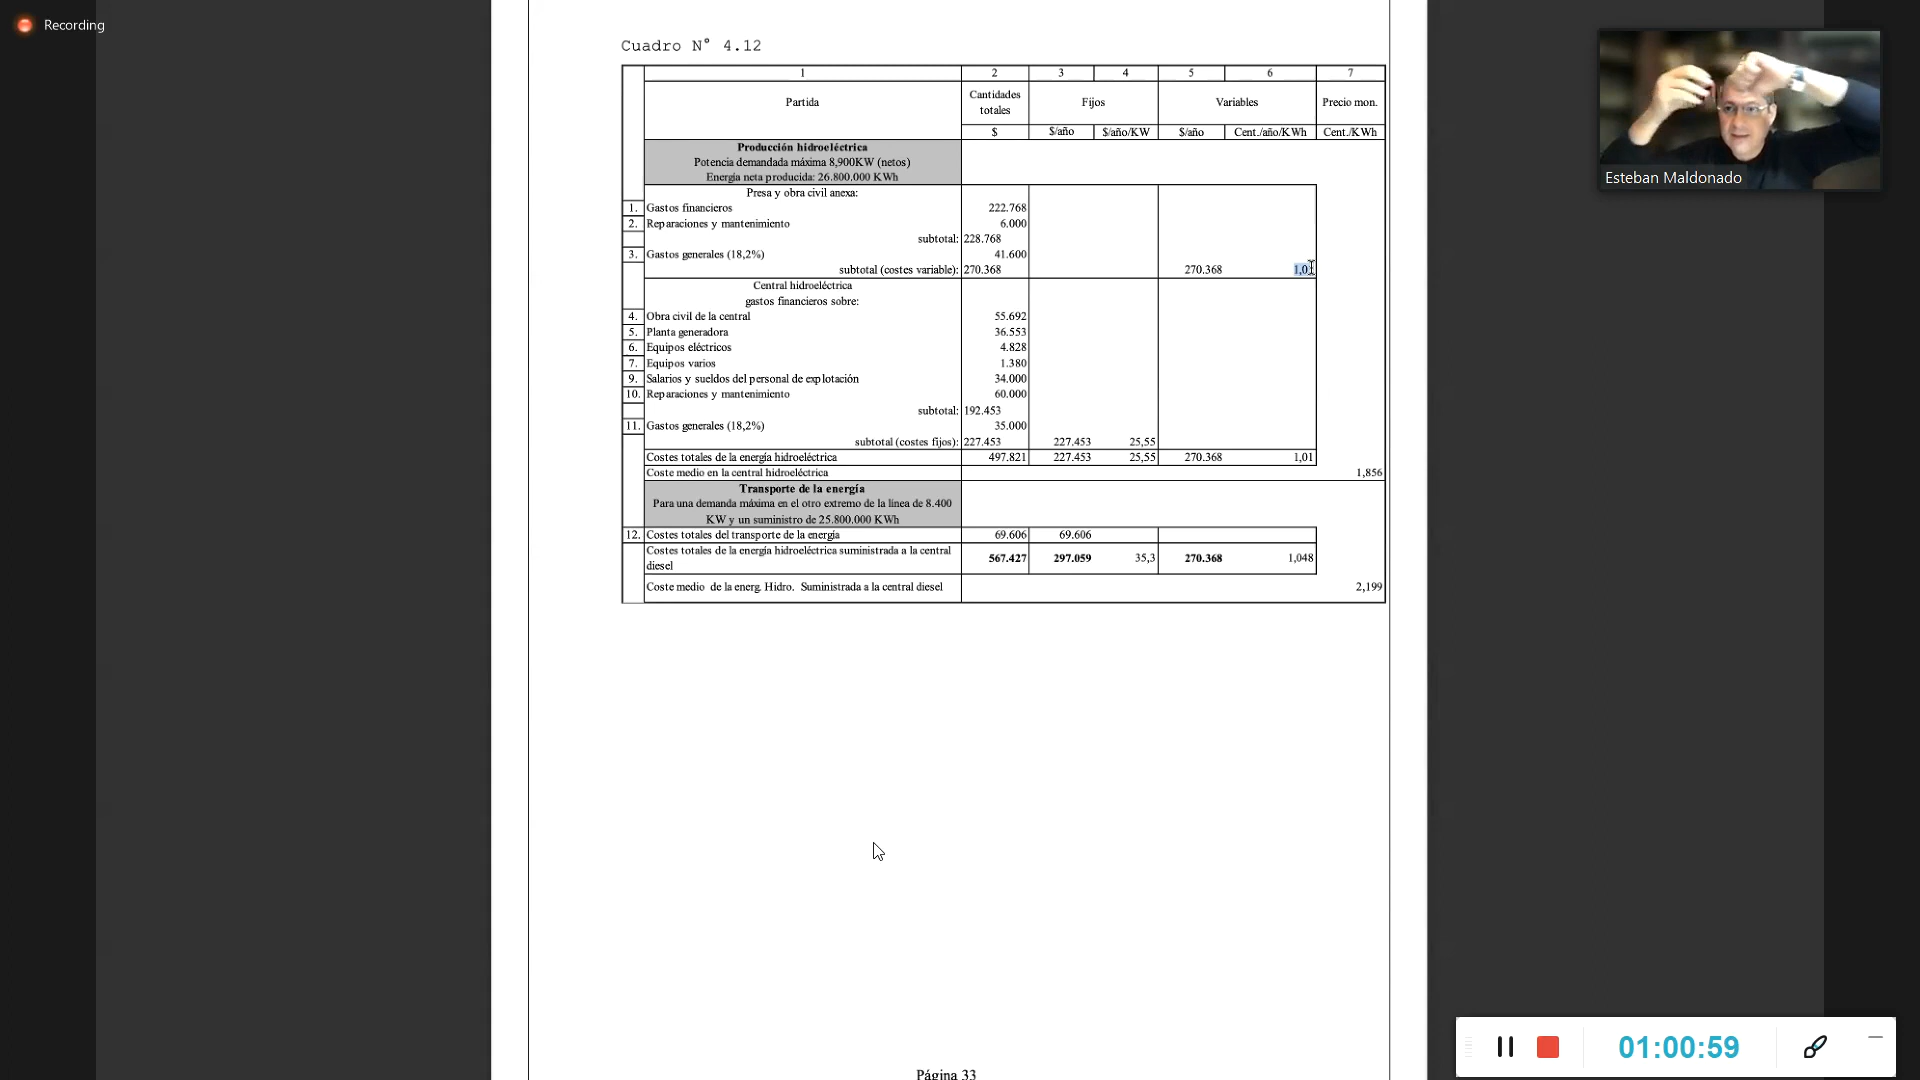 Recording
Cuadro N° 4.12
1 2 3 4 5 6 7
Partida Cantidades totales Fijos Variables Precio mon.
$ $/año $/año/KW $/año Cent./año/KWh Cent./KWh
Producción hidroeléctrica
Potencia demandada máxima 8,900KW (netos)
Energía neta producida: 26.800.000 KWh
Presa y obra civil anexa:
1. Gastos financieros 222.768
2. Reparaciones y mantenimiento 6.000
subtotal: 228.768
3. Gastos generales (18,2%) 41.600
subtotal (costes variable): 270.368 270.368 1,01
Central hidroeléctrica
gastos financieros sobre:
4. Obra civil de la central 55.692
5. Planta generadora 36.553
6. Equipos eléctricos 4.828
7. Equipos varios 1.380
9. Salarios y sueldos del personal de explotación 34.000
10. Reparaciones y mantenimiento 60.000
subtotal: 192.453
11. Gastos generales (18,2%) 35.000
subtotal (costes fijos): 227.453 227.453 25,55
Costes totales de la energía hidroeléctrica 497.821 227.453 25,55 270.368 1,01
Coste medio en la central hidroeléctrica 1,856
Transporte de la energía
Para una demanda máxima en el otro extremo de la línea de 8.400
KW y un suministro de 25.800.000 KWh
12. Costes totales del transporte de la energía 69.606 69.606
Costes totales de la energía hidroeléctrica suministrada a la central
diesel 567.427 297.059 35,3 270.368 1,048
Coste medio de la energ. Hidro. Suministrada a la central diesel 2,199
Página 33
Esteban Maldonado
01:00:59